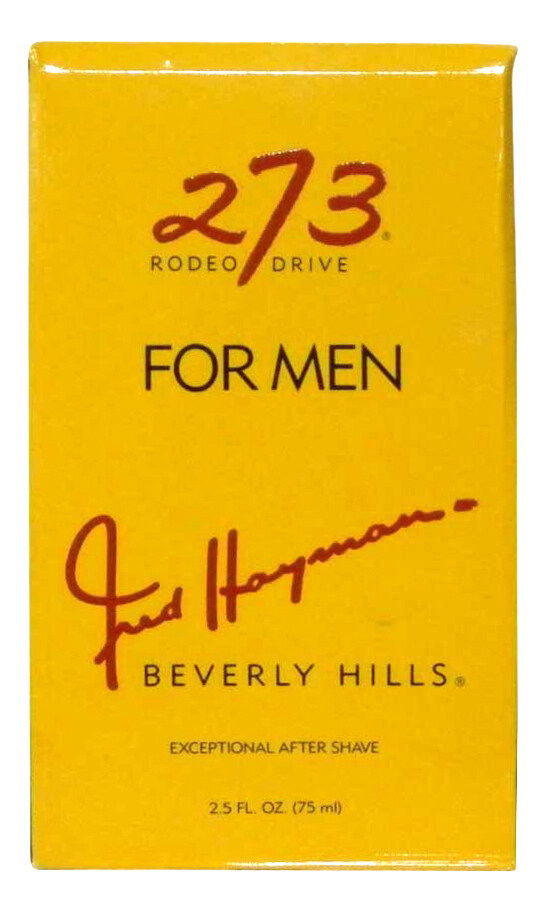 273®
RODEO DRIVE
FOR MEN
Fred Hayman
BEVERLY HILLS®
EXCEPTIONAL AFTER SHAVE
2.5 FL. OZ. (75 ml)